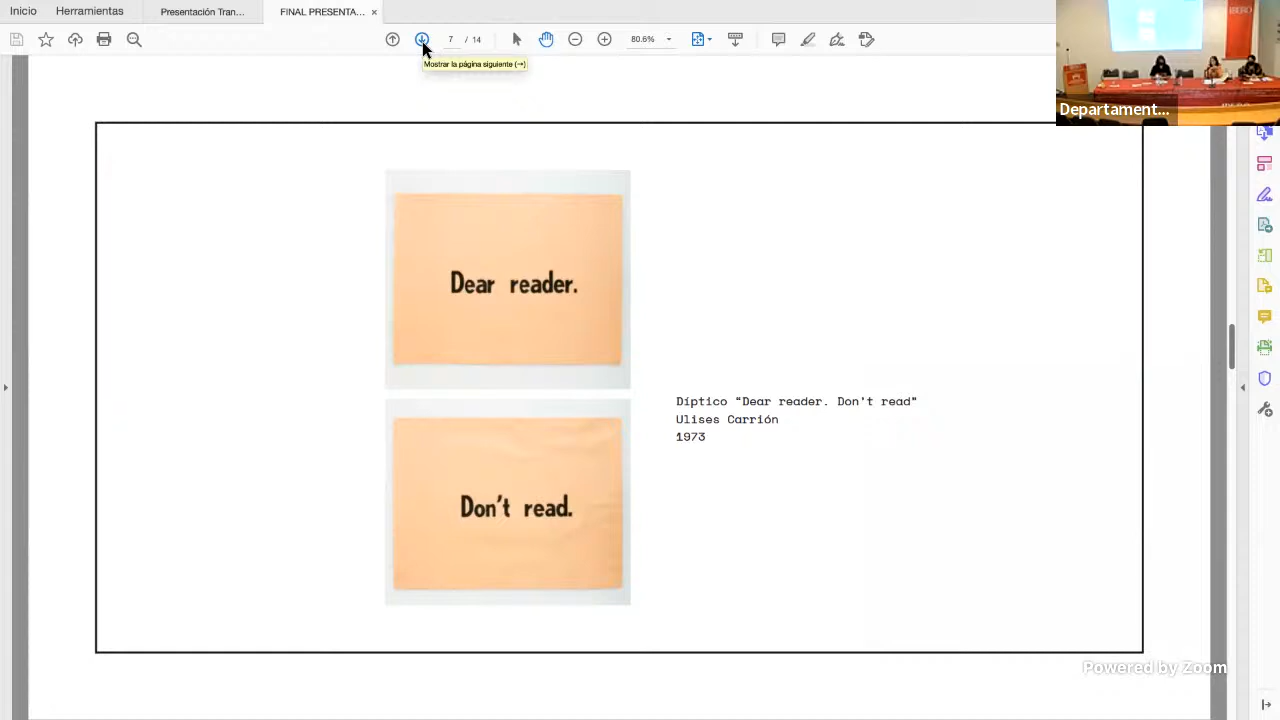 Inicio
Herramientas
Presentación Tran...
FINAL PRESENTA... ×
7 / 14
80.6%
Mostrar la página siguiente (→)
Departament...
Dear reader.
Don't read.
Díptico "Dear reader. Don't read"
Ulises Carrión
1973
Powered by Zoom